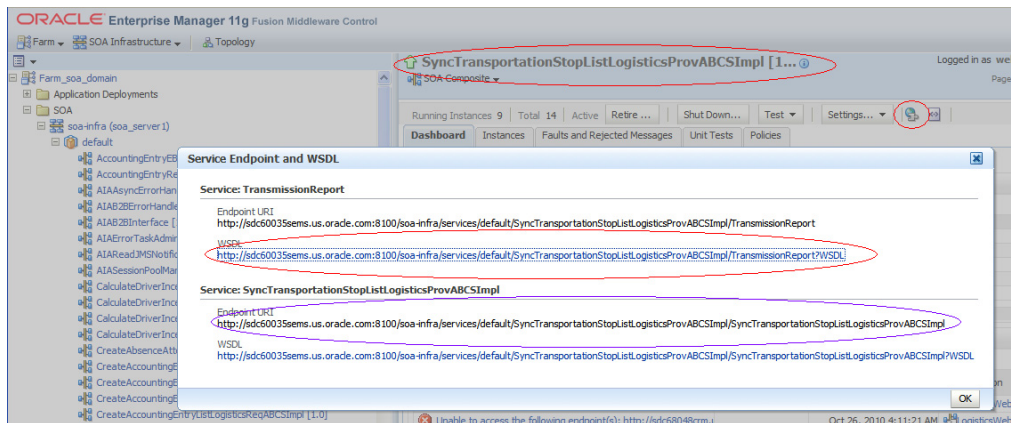 ORACLE Enterprise Manager 11g Fusion Middleware Control
Farm SOA Infrastructure Topology
Farm_soa_domain
Application Deployments
SOA
soa-infra (soa_server1)
default
AccountingEntryEB
AccountingEntryRe
AIAAsyncErrorHan
AIAB2BErrorHandle
AIAB2BInterface [
AIAErrorTaskAdmin
AIAReadJMSNotific
AIASessionPoolMar
CalculateDriverInce
CalculateDriverInce
CalculateDriverInce
CalculateDriverInce
CreateAbsenceAtte
CreateAccountingE
CreateAccountingE
CreateAccountingE
CreateAccountingEntryListLogisticsReqABCSImpl [1.0]
SyncTransportationStopListLogisticsProvABCSImpl [1...
Logged in as
SOA Composite
Page
Running Instances 9 Total 14 Active Retire ... Shut Down... Test Settings...
Dashboard Instances Faults and Rejected Messages Unit Tests Policies
Service Endpoint and WSDL
Service: TransmissionReport
Endpoint URI
http://sdc60035sems.us.oracle.com:8100/soa-infra/services/default/SyncTransportationStopListLogisticsProvABCSImpl/TransmissionReport
WSDL
http://sdc60035sems.us.oracle.com:8100/soa-infra/services/default/SyncTransportationStopListLogisticsProvABCSImpl/TransmissionReport?WSDL
Service: SyncTransportationStopListLogisticsProvABCSImpl
Endpoint URI
http://sdc60035sems.us.oracle.com:8100/soa-infra/services/default/SyncTransportationStopListLogisticsProvABCSImpl/SyncTransportationStopListLogisticsProvABCSImpl
WSDL
http://sdc60035sems.us.oracle.com:8100/soa-infra/services/default/SyncTransportationStopListLogisticsProvABCSImpl/SyncTransportationStopListLogisticsProvABCSImpl?WSDL
OK
Unable to access the following endpoint(s): http://sdc68048crm.u
Oct 26, 2010 4:11:21 AM LogisticsWeb